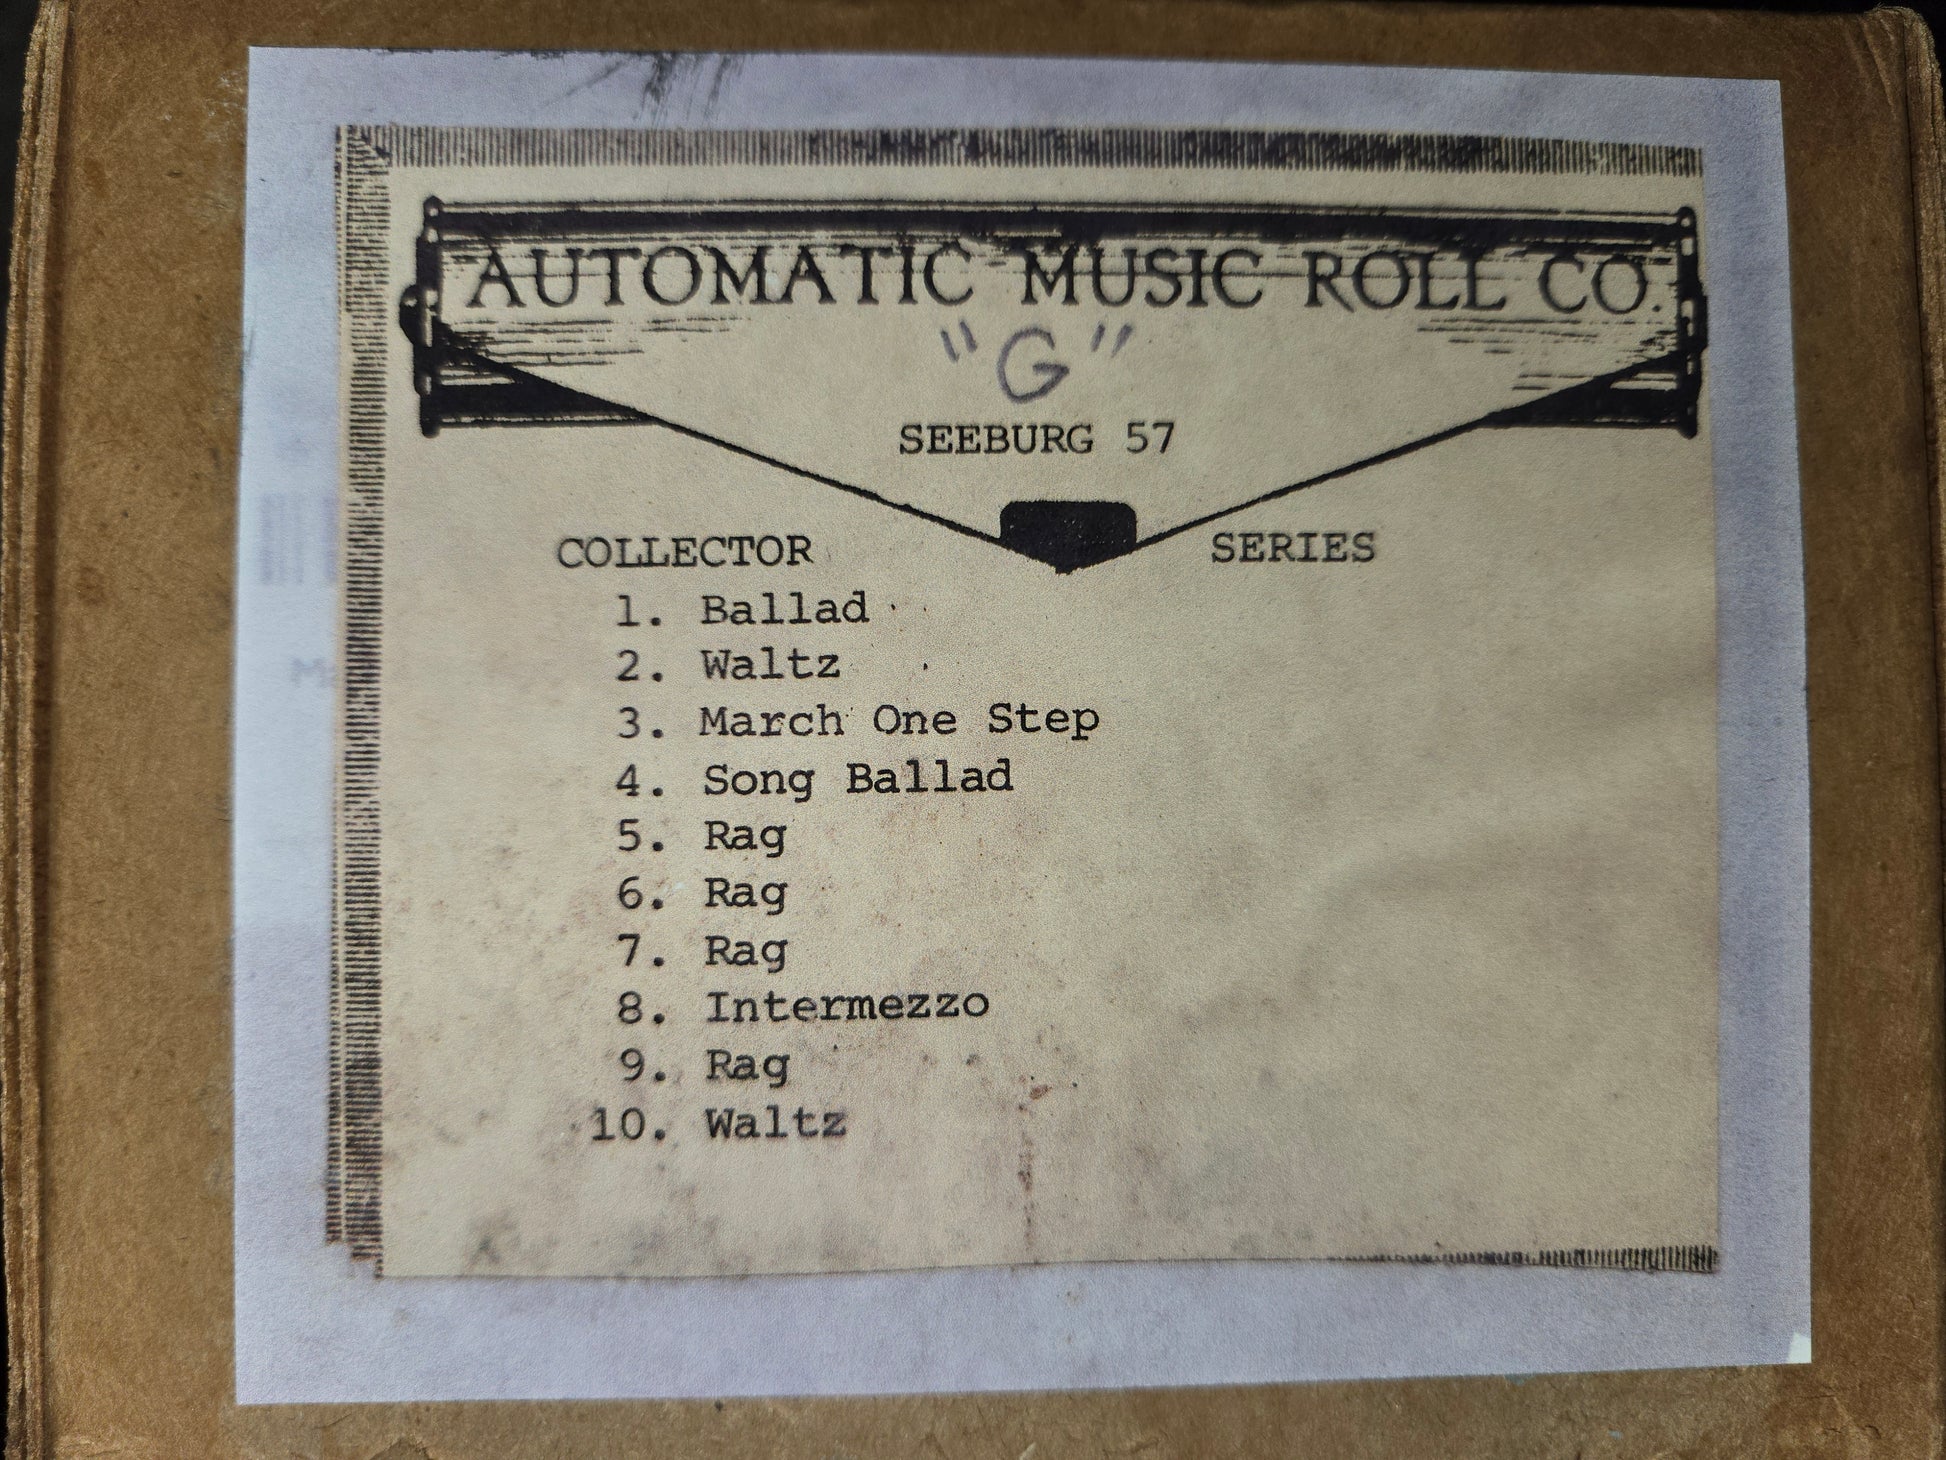 AUTOMATIC MUSIC ROLL CO.
"G"
SEEBURG 57
COLLECTOR SERIES
1. Ballad
2. Waltz
3. March One Step
4. Song Ballad
5. Rag
6. Rag
7. Rag
8. Intermezzo
9. Rag
10. Waltz